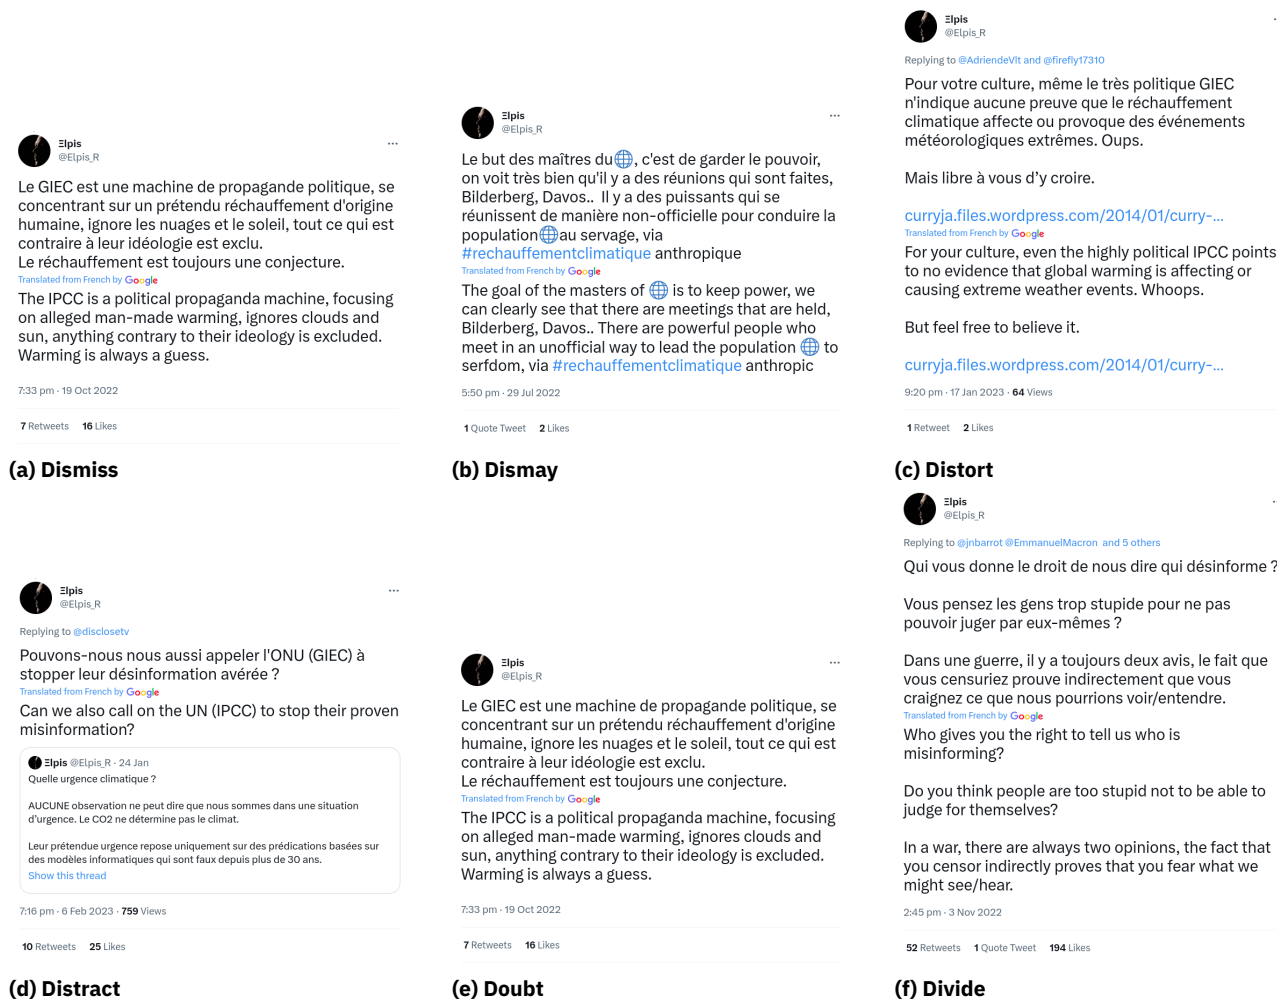 Ξlpis
@Elpis_R
Le GIEC est une machine de propagande politique, se
concentrant sur un prétendu réchauffement d'origine
humaine, ignore les nuages et le soleil, tout ce qui est
contraire à leur idéologie est exclu.
Le réchauffement est toujours une conjecture.
Translated from French by Google
The IPCC is a political propaganda machine, focusing
on alleged man-made warming, ignores clouds and
sun, anything contrary to their ideology is excluded.
Warming is always a guess.
7:33 pm · 19 Oct 2022
7 Retweets 16 Likes
(a) Dismiss
Ξlpis
@Elpis_R
Le but des maîtres du🌐, c'est de garder le pouvoir,
on voit très bien qu'il y a des réunions qui sont faites,
Bilderberg, Davos.. Il y a des puissants qui se
réunissent de manière non-officielle pour conduire la
population🌐au servage, via
#rechauffementclimatique anthropique
Translated from French by Google
The goal of the masters of 🌐 is to keep power, we
can clearly see that there are meetings that are held,
Bilderberg, Davos.. There are powerful people who
meet in an unofficial way to lead the population 🌐 to
serfdom, via #rechauffementclimatique anthropic
5:50 pm · 29 Jul 2022
1 Quote Tweet 2 Likes
(b) Dismay
Ξlpis
@Elpis_R
Replying to @AdriendeVlt and @firefly17310
Pour votre culture, même le très politique GIEC
n'indique aucune preuve que le réchauffement
climatique affecte ou provoque des événements
météorologiques extrêmes. Oups.
Mais libre à vous d’y croire.
curryja.files.wordpress.com/2014/01/curry-...
Translated from French by Google
For your culture, even the highly political IPCC points
to no evidence that global warming is affecting or
causing extreme weather events. Whoops.
But feel free to believe it.
curryja.files.wordpress.com/2014/01/curry-...
9:20 pm · 17 Jan 2023 · 64 Views
1 Retweet 2 Likes
(c) Distort
Ξlpis
@Elpis_R
Replying to @disclosetv
Pouvons-nous nous aussi appeler l'ONU (GIEC) à
stopper leur désinformation avérée ?
Translated from French by Google
Can we also call on the UN (IPCC) to stop their proven
misinformation?
Ξlpis @Elpis_R · 24 Jan
Quelle urgence climatique ?
AUCUNE observation ne peut dire que nous sommes dans une situation
d'urgence. Le CO2 ne détermine pas le climat.
Leur prétendue urgence repose uniquement sur des prédications basées sur
des modèles informatiques qui sont faux depuis plus de 30 ans.
Show this thread
7:16 pm · 6 Feb 2023 · 759 Views
10 Retweets 25 Likes
(d) Distract
Ξlpis
@Elpis_R
Le GIEC est une machine de propagande politique, se
concentrant sur un prétendu réchauffement d'origine
humaine, ignore les nuages et le soleil, tout ce qui est
contraire à leur idéologie est exclu.
Le réchauffement est toujours une conjecture.
Translated from French by Google
The IPCC is a political propaganda machine, focusing
on alleged man-made warming, ignores clouds and
sun, anything contrary to their ideology is excluded.
Warming is always a guess.
7:33 pm · 19 Oct 2022
7 Retweets 16 Likes
(e) Doubt
Ξlpis
@Elpis_R
Replying to @jnbarrot @EmmanuelMacron and 5 others
Qui vous donne le droit de nous dire qui désinforme ?
Vous pensez les gens trop stupide pour ne pas
pouvoir juger par eux-mêmes ?
Dans une guerre, il y a toujours deux avis, le fait que
vous censuriez prouve indirectement que vous
craignez ce que nous pourrions voir/entendre.
Translated from French by Google
Who gives you the right to tell us who is
misinforming?
Do you think people are too stupid not to be able to
judge for themselves?
In a war, there are always two opinions, the fact that
you censor indirectly proves that you fear what we
might see/hear.
2:45 pm · 3 Nov 2022
52 Retweets 1 Quote Tweet 194 Likes
(f) Divide